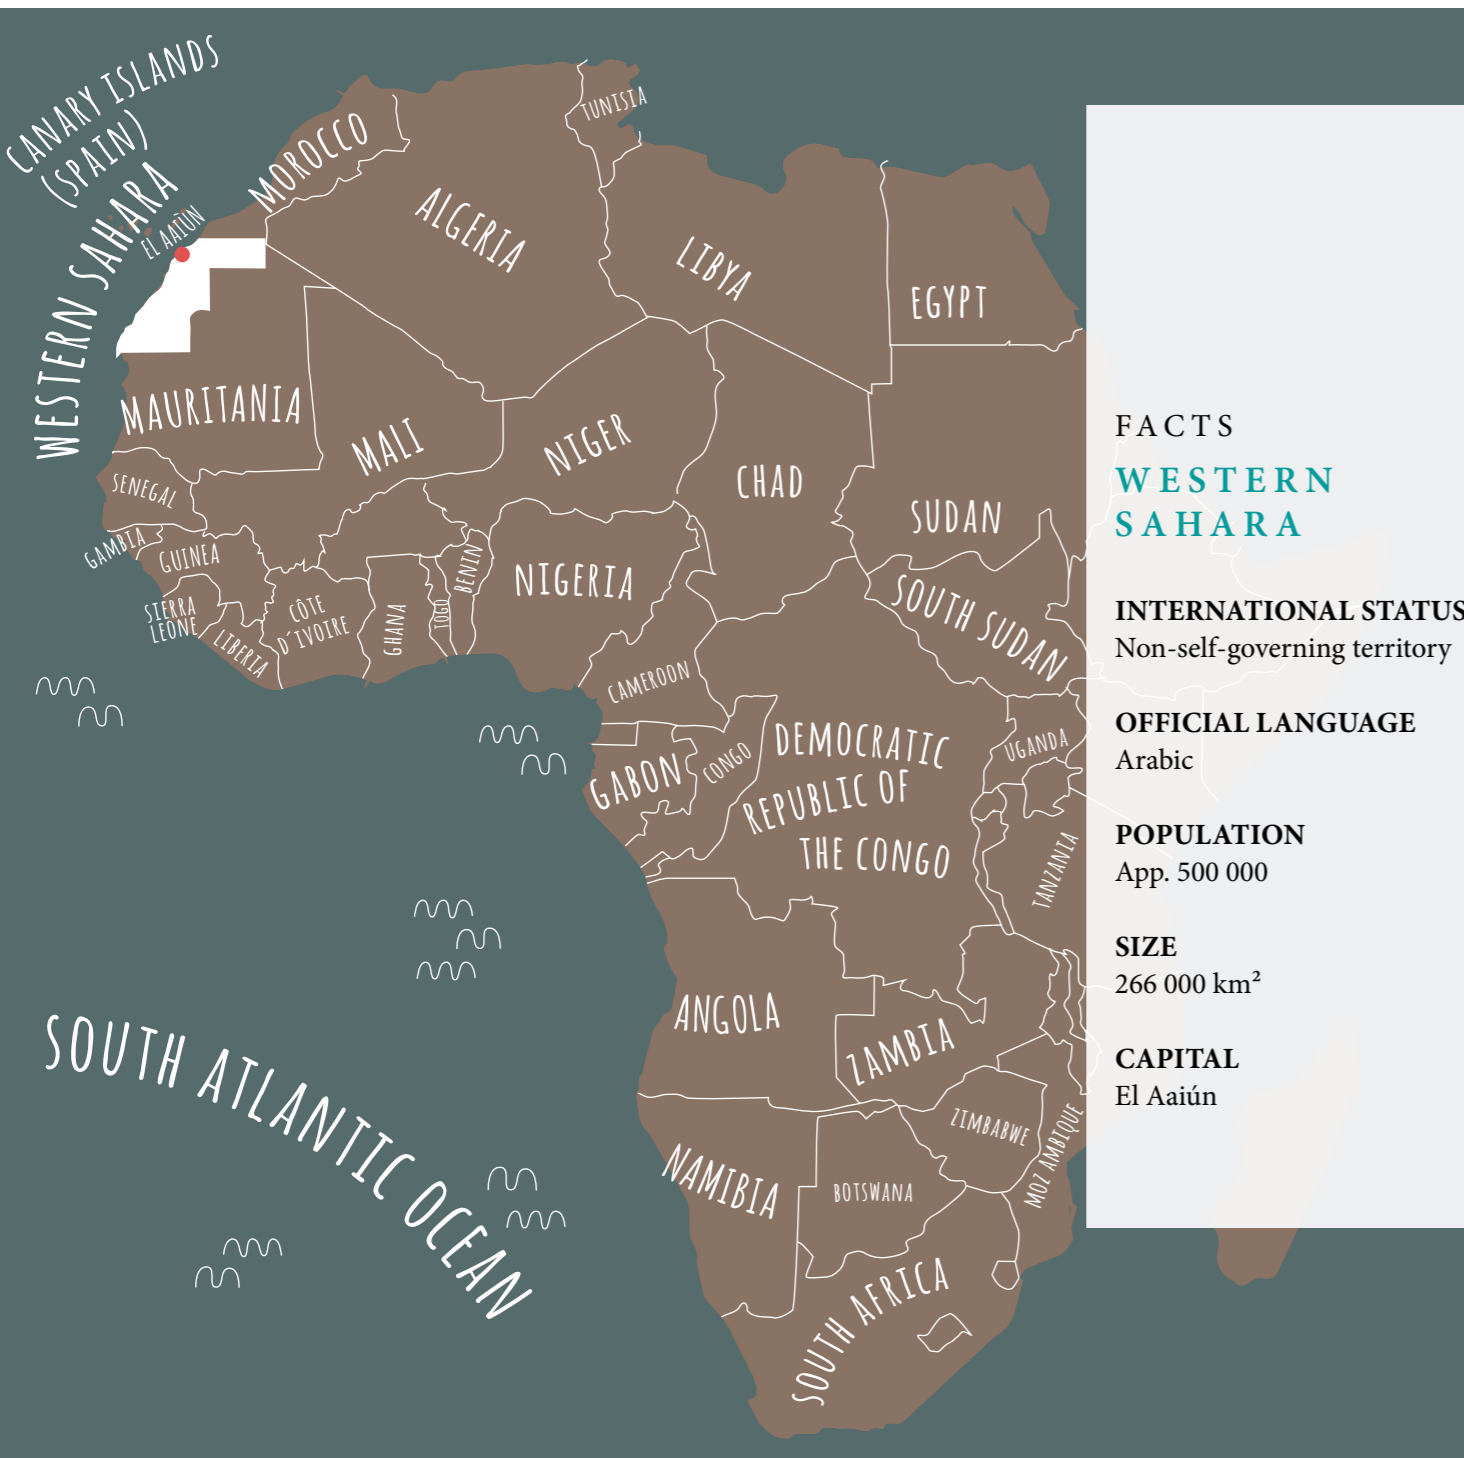 CANARY ISLANDS
(SPAIN)
WESTERN SAHARA
EL AAIÚN
MOROCCO
TUNISIA
ALGERIA
LIBYA
EGYPT
MAURITANIA
MALI
NIGER
CHAD
SUDAN
SENEGAL
GAMBIA
GUINEA
SIERRA
LEONE
LIBERIA
CÔTE
D´IVOIRE
GHANA
TOGO
BENIN
NIGERIA
SOUTH SUDAN
CAMEROON
GABON
CONGO
DEMOCRATIC
REPUBLIC OF
THE CONGO
UGANDA
TANZANIA
ANGOLA
ZAMBIA
ZIMBABWE
MOZ AMBIQUE
NAMIBIA
BOTSWANA
SOUTH AFRICA
SOUTH ATLANTIC OCEAN
FACTS
WESTERN
SAHARA
INTERNATIONAL STATUS
Non-self-governing territory
OFFICIAL LANGUAGE
Arabic
POPULATION
App. 500 000
SIZE
266 000 km²
CAPITAL
El Aaiún